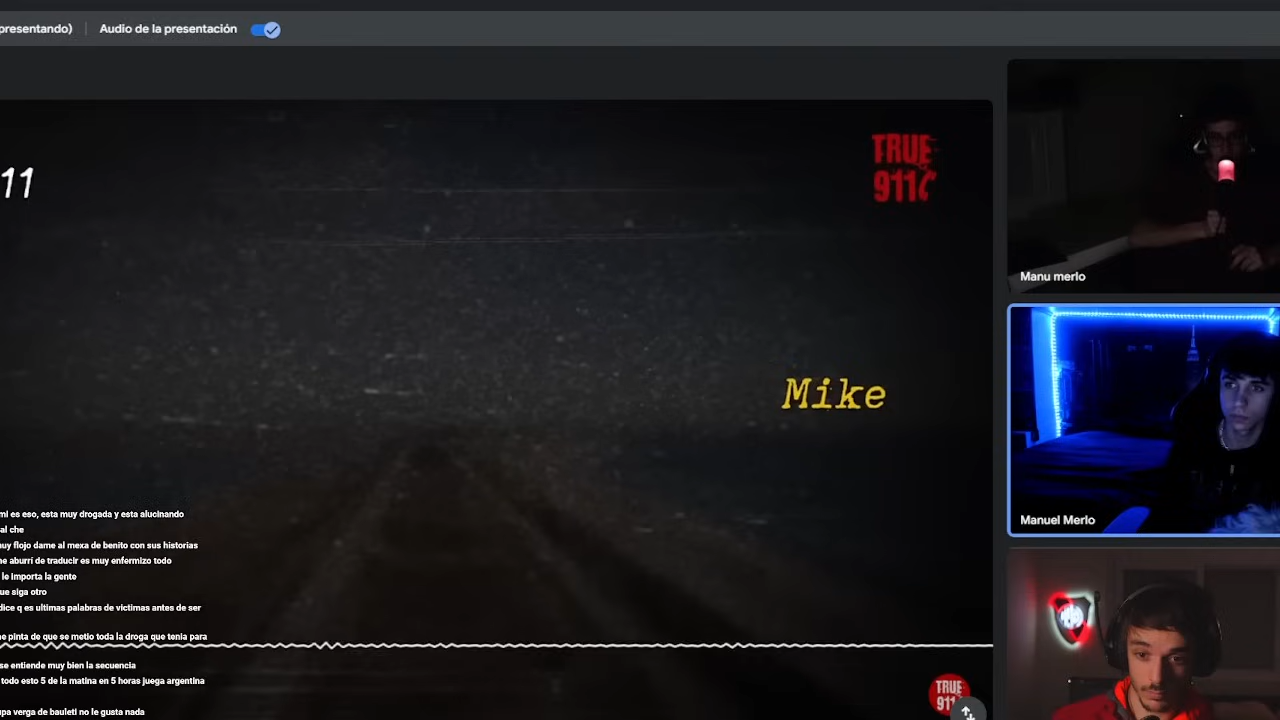 presentando)
Audio de la presentación
11
TRUE
911
Manu merlo
Mike
Manuel Merlo
mi es eso, esta muy drogada y esta alucinando
al che
uy flojo dame al mexa de benito con sus historias
e aburrí de traducir es muy enfermizo todo
le importa la gente
ue siga otro
dice q es ultimas palabras de victimas antes de ser
e pinta de que se metio toda la droga que tenia para
se entiende muy bien la secuencia
todo esto 5 de la matina en 5 horas juega argentina
upa verga de bauleti no le gusta nada
TRUE
911